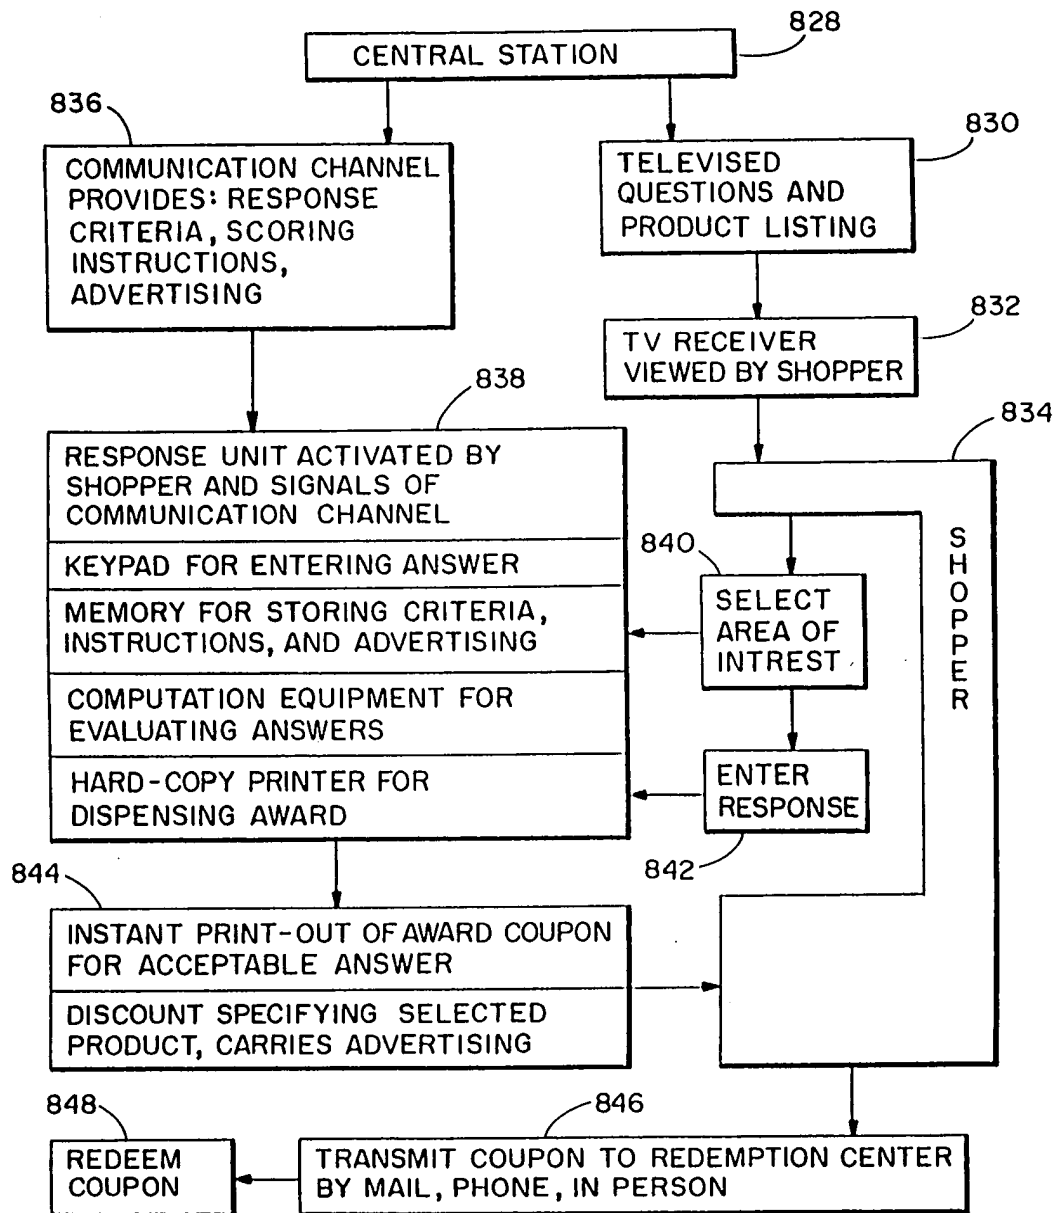 828
CENTRAL STATION
836
COMMUNICATION CHANNEL
PROVIDES: RESPONSE
CRITERIA, SCORING
INSTRUCTIONS,
ADVERTISING
830
TELEVISED
QUESTIONS AND
PRODUCT LISTING
832
TV RECEIVER
VIEWED BY SHOPPER
838
RESPONSE UNIT ACTIVATED BY
SHOPPER AND SIGNALS OF
COMMUNICATION CHANNEL
KEYPAD FOR ENTERING ANSWER
MEMORY FOR STORING CRITERIA,
INSTRUCTIONS, AND ADVERTISING
COMPUTATION EQUIPMENT FOR
EVALUATING ANSWERS
HARD-COPY PRINTER FOR
DISPENSING AWARD
834
SHOPPER
840
SELECT
AREA OF
INTREST
ENTER
RESPONSE
842
844
INSTANT PRINT-OUT OF AWARD COUPON
FOR ACCEPTABLE ANSWER
DISCOUNT SPECIFYING SELECTED
PRODUCT, CARRIES ADVERTISING
846
TRANSMIT COUPON TO REDEMPTION CENTER
BY MAIL, PHONE, IN PERSON
848
REDEEM
COUPON